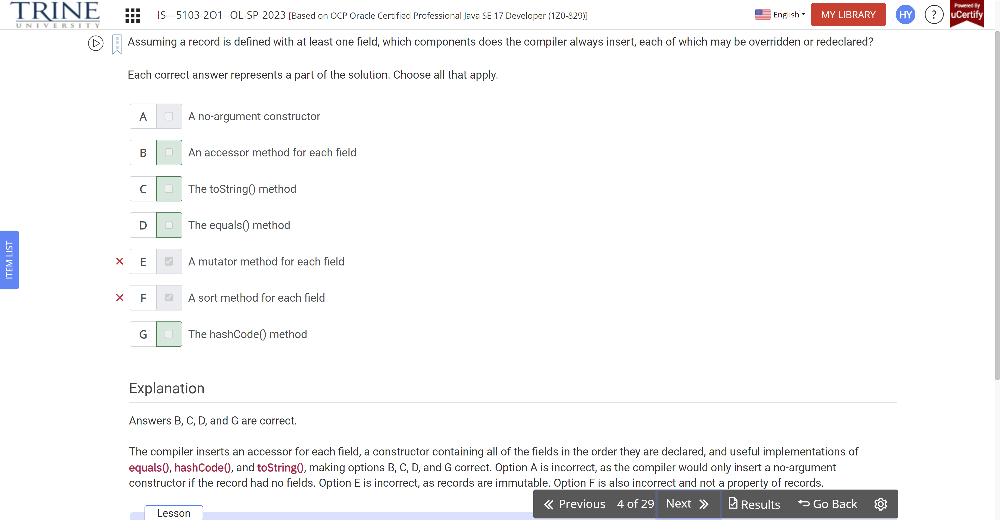 TRINE
UNIVERSITY
IS---5103-2O1--OL-SP-2023 [Based on OCP Oracle Certified Professional Java SE 17 Developer (1Z0-829)]
English
MY LIBRARY
HY
?
Powered By
uCertify
Assuming a record is defined with at least one field, which components does the compiler always insert, each of which may be overridden or redeclared?
Each correct answer represents a part of the solution. Choose all that apply.
A A no-argument constructor
B An accessor method for each field
C The toString() method
D The equals() method
E A mutator method for each field
F A sort method for each field
G The hashCode() method
ITEM LIST
Explanation
Answers B, C, D, and G are correct.
The compiler inserts an accessor for each field, a constructor containing all of the fields in the order they are declared, and useful implementations of
equals(), hashCode(), and toString(), making options B, C, D, and G correct. Option A is incorrect, as the compiler would only insert a no-argument
constructor if the record had no fields. Option E is incorrect, as records are immutable. Option F is also incorrect and not a property of records.
Previous 4 of 29 Next Results Go Back
Lesson